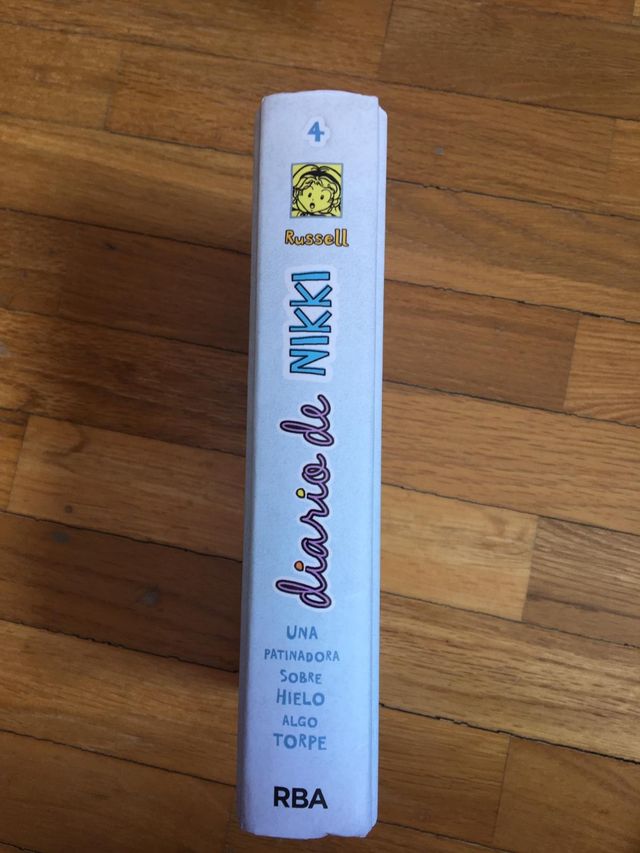 4
Russell
diario de NIKKI
UNA
PATINADORA
SOBRE
HIELO
ALGO
TORPE
RBA